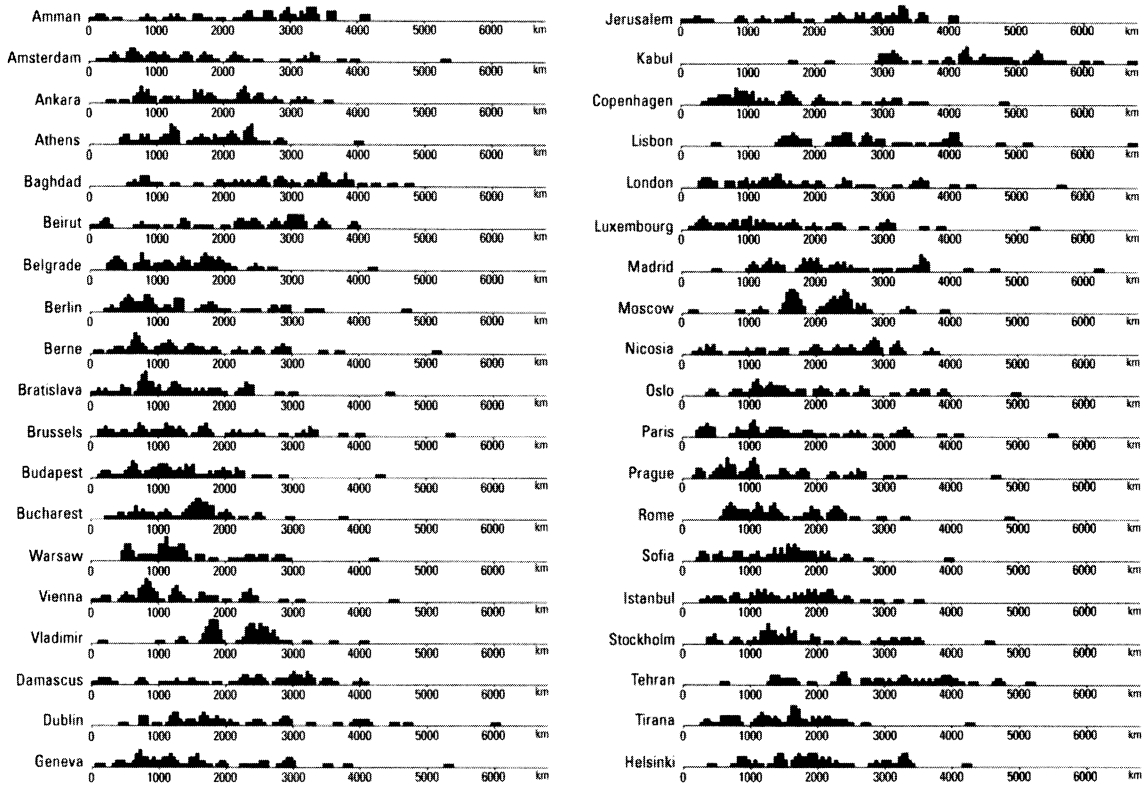 Amman
0 1000 2000 3000 4000 5000 6000 km
Amsterdam
0 1000 2000 3000 4000 5000 6000 km
Ankara
0 1000 2000 3000 4000 5000 6000 km
Athens
0 1000 2000 3000 4000 5000 6000 km
Baghdad
0 1000 2000 3000 4000 5000 6000 km
Beirut
0 1000 2000 3000 4000 5000 6000 km
Belgrade
0 1000 2000 3000 4000 5000 6000 km
Berlin
0 1000 2000 3000 4000 5000 6000 km
Berne
0 1000 2000 3000 4000 5000 6000 km
Bratislava
0 1000 2000 3000 4000 5000 6000 km
Brussels
0 1000 2000 3000 4000 5000 6000 km
Budapest
0 1000 2000 3000 4000 5000 6000 km
Bucharest
0 1000 2000 3000 4000 5000 6000 km
Warsaw
0 1000 2000 3000 4000 5000 6000 km
Vienna
0 1000 2000 3000 4000 5000 6000 km
Vladimir
0 1000 2000 3000 4000 5000 6000 km
Damascus
0 1000 2000 3000 4000 5000 6000 km
Dublin
0 1000 2000 3000 4000 5000 6000 km
Geneva
0 1000 2000 3000 4000 5000 6000 km
Jerusalem
0 1000 2000 3000 4000 5000 6000 km
Kabul
0 1000 2000 3000 4000 5000 6000 km
Copenhagen
0 1000 2000 3000 4000 5000 6000 km
Lisbon
0 1000 2000 3000 4000 5000 6000 km
London
0 1000 2000 3000 4000 5000 6000 km
Luxembourg
0 1000 2000 3000 4000 5000 6000 km
Madrid
0 1000 2000 3000 4000 5000 6000 km
Moscow
0 1000 2000 3000 4000 5000 6000 km
Nicosia
0 1000 2000 3000 4000 5000 6000 km
Oslo
0 1000 2000 3000 4000 5000 6000 km
Paris
0 1000 2000 3000 4000 5000 6000 km
Prague
0 1000 2000 3000 4000 5000 6000 km
Rome
0 1000 2000 3000 4000 5000 6000 km
Sofia
0 1000 2000 3000 4000 5000 6000 km
Istanbul
0 1000 2000 3000 4000 5000 6000 km
Stockholm
0 1000 2000 3000 4000 5000 6000 km
Tehran
0 1000 2000 3000 4000 5000 6000 km
Tirana
0 1000 2000 3000 4000 5000 6000 km
Helsinki
0 1000 2000 3000 4000 5000 6000 km